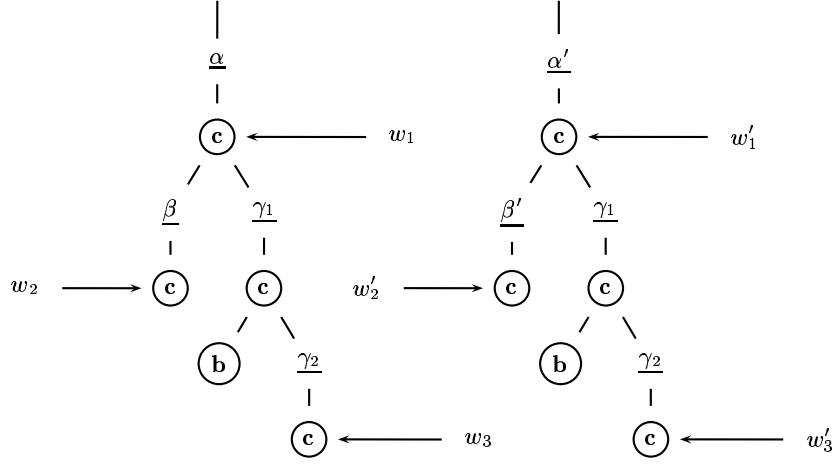 α α′
c w₁ c w′₁
β γ₁ β′ γ₁
w₂ c c w′₂ c c
b γ₂ b γ₂
c w₃ c w′₃